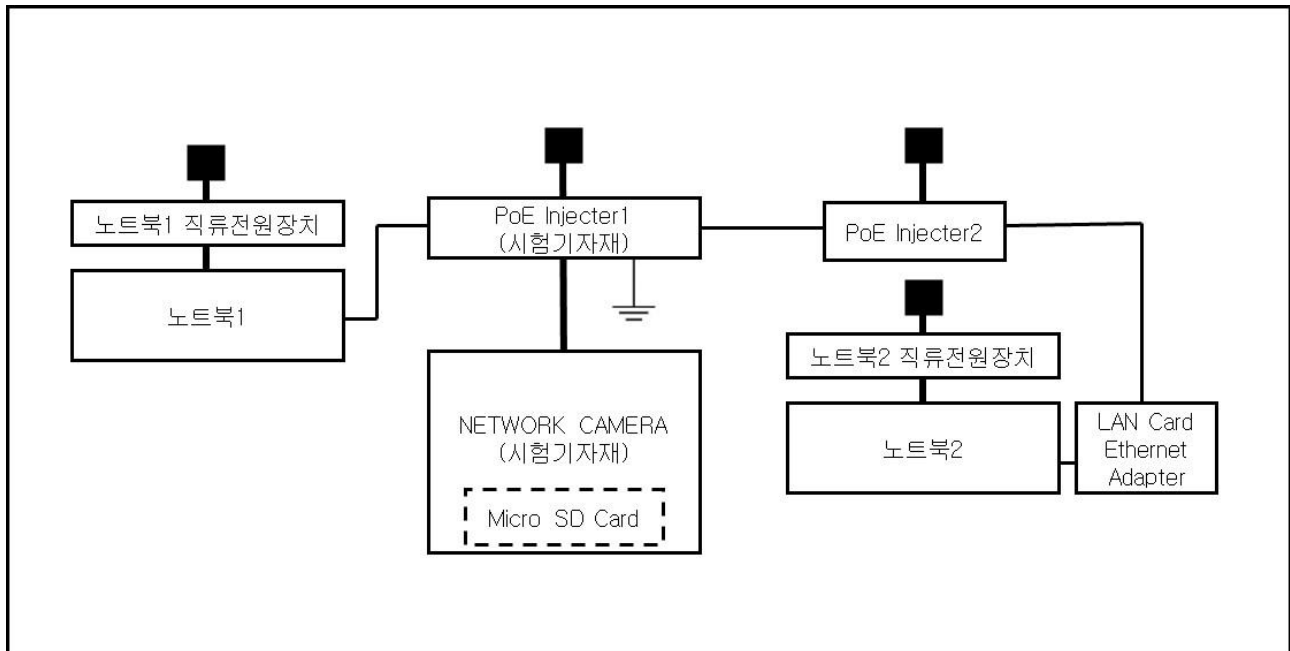 노트북1 직류전원장치
노트북1
PoE Injecter1
(시험기자재)
PoE Injecter2
노트북2 직류전원장치
노트북2
LAN Card
Ethernet
Adapter
NETWORK CAMERA
(시험기자재)
Micro SD Card